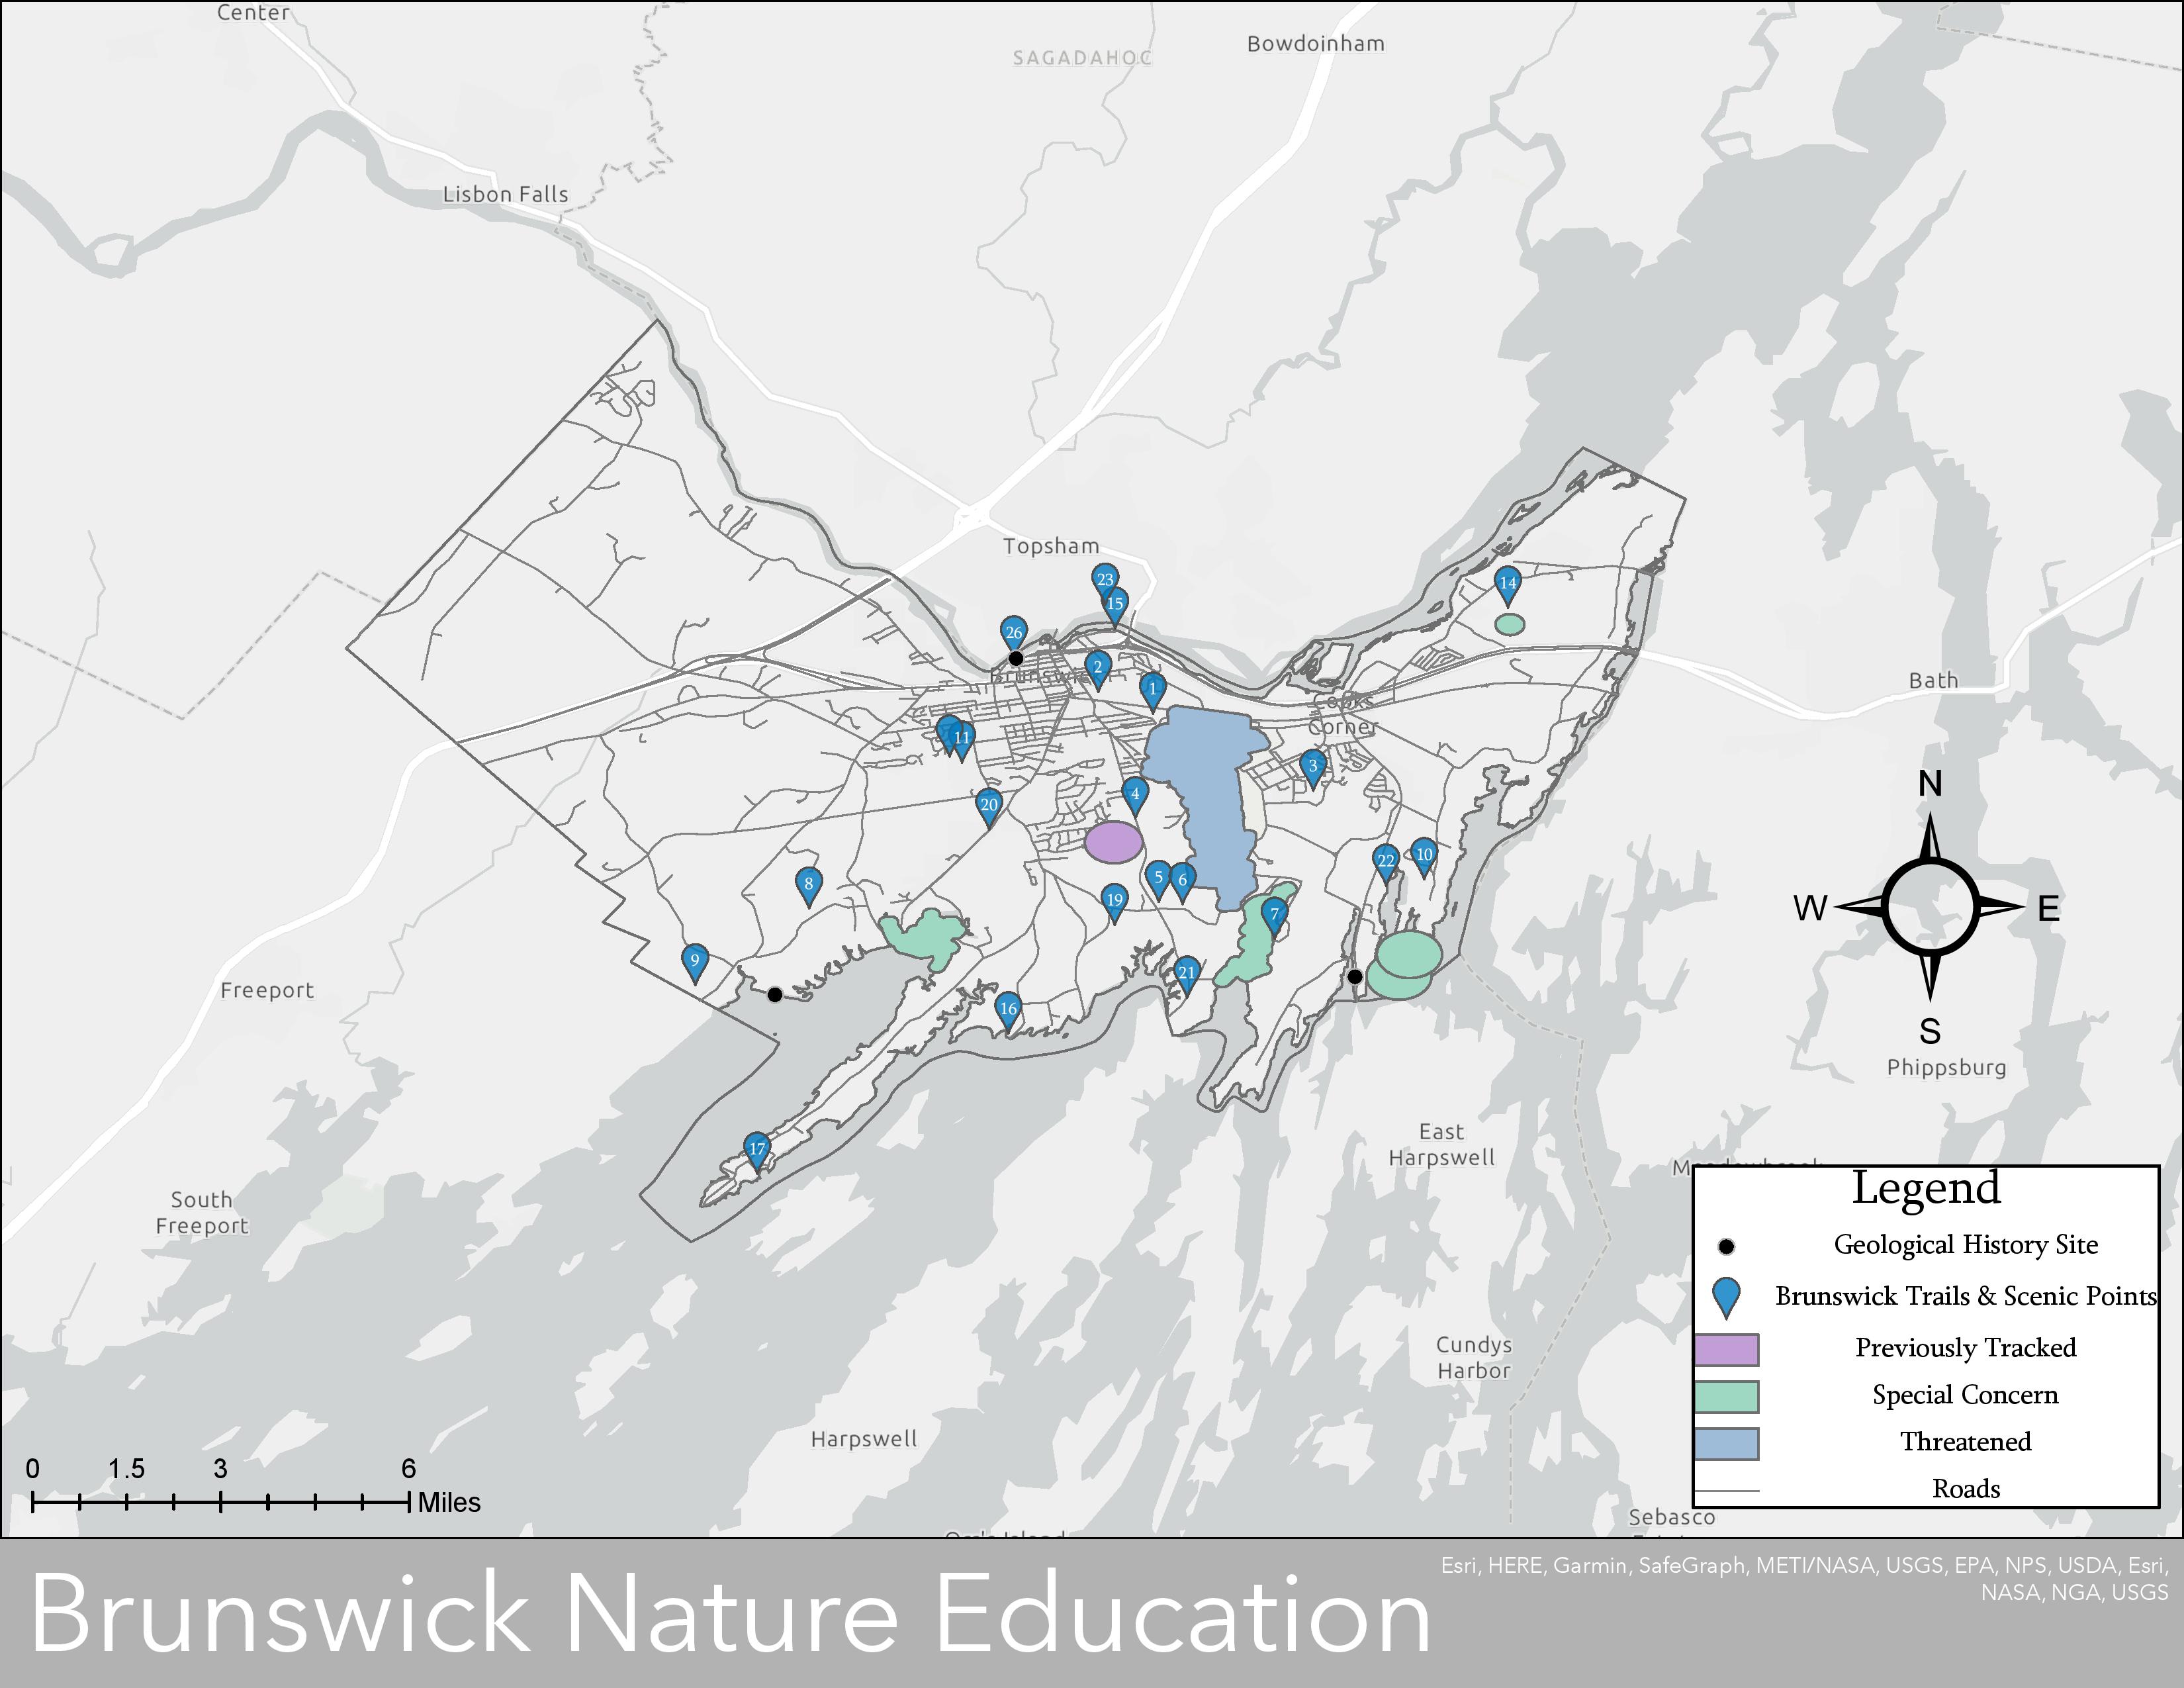 Center
SAGADAHOC
Bowdoinham
Lisbon Falls
Topsham
23
15
14
26
2
Brunswick
1
Cooks
Corner
Bath
11
3
4
20
N
22
10
8
5
6
19
7
W
E
9
21
Freeport
16
S
Phippsburg
East
Harpswell
17
South
Freeport
Legend
Geological History Site
Brunswick Trails & Scenic Points
Previously Tracked
Special Concern
Threatened
Roads
Cundys
Harbor
Harpswell
0 1.5 3 6
Miles
Sebasco
Brunswick Nature Education
Esri, HERE, Garmin, SafeGraph, METI/NASA, USGS, EPA, NPS, USDA, Esri,
NASA, NGA, USGS